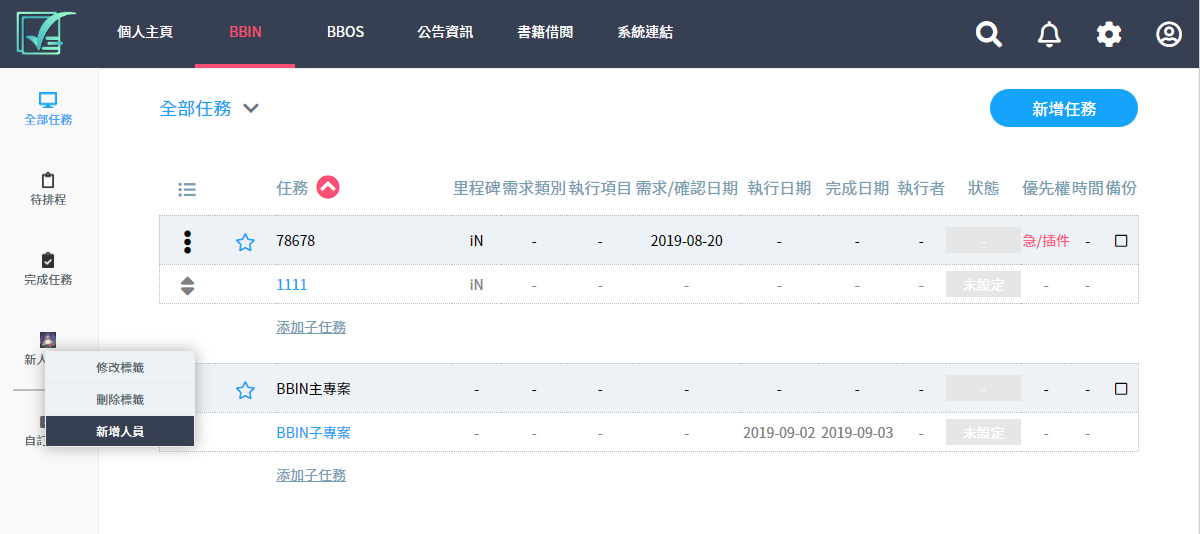 個人主頁 BBIN BBOS 公告資訊 書籍借閱 系統連結
全部任務
待排程
完成任務
新人
自訂
修改標籤
刪除標籤
新增人員
全部任務 新增任務
任務 里程碑 需求類別 執行項目 需求/確認日期 執行日期 完成日期 執行者 狀態 優先權 時間 備份
78678 iN - - 2019-08-20 - - - - 急/插件 -
1111 iN - - - - - - 未設定 - -
添加子任務
BBIN主專案 - - - - - - - - - -
BBIN子專案 - - - - 2019-09-02 2019-09-03 - 未設定 - -
添加子任務